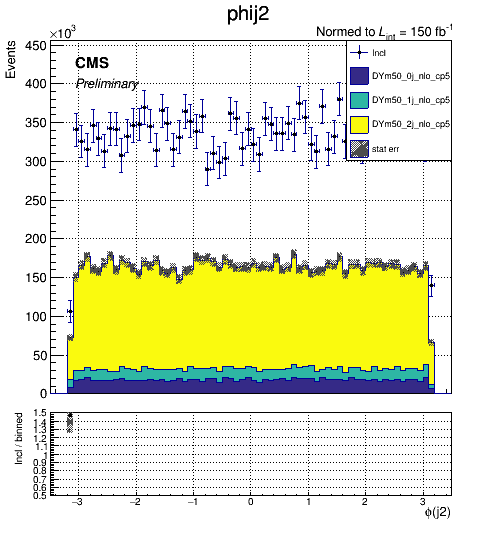 phij2
×10³
Normed to L_int = 150 fb⁻¹
Events
CMS
Preliminary
Incl
DYm50_0j_nlo_cp5
DYm50_1j_nlo_cp5
DYm50_2j_nlo_cp5
stat err
450
400
350
300
250
200
150
100
50
0
Incl / binned
1.5
1.4
1.3
1.2
1.1
1
0.9
0.8
0.7
0.6
0.5
−3 −2 −1 0 1 2 3
ϕ(j2)